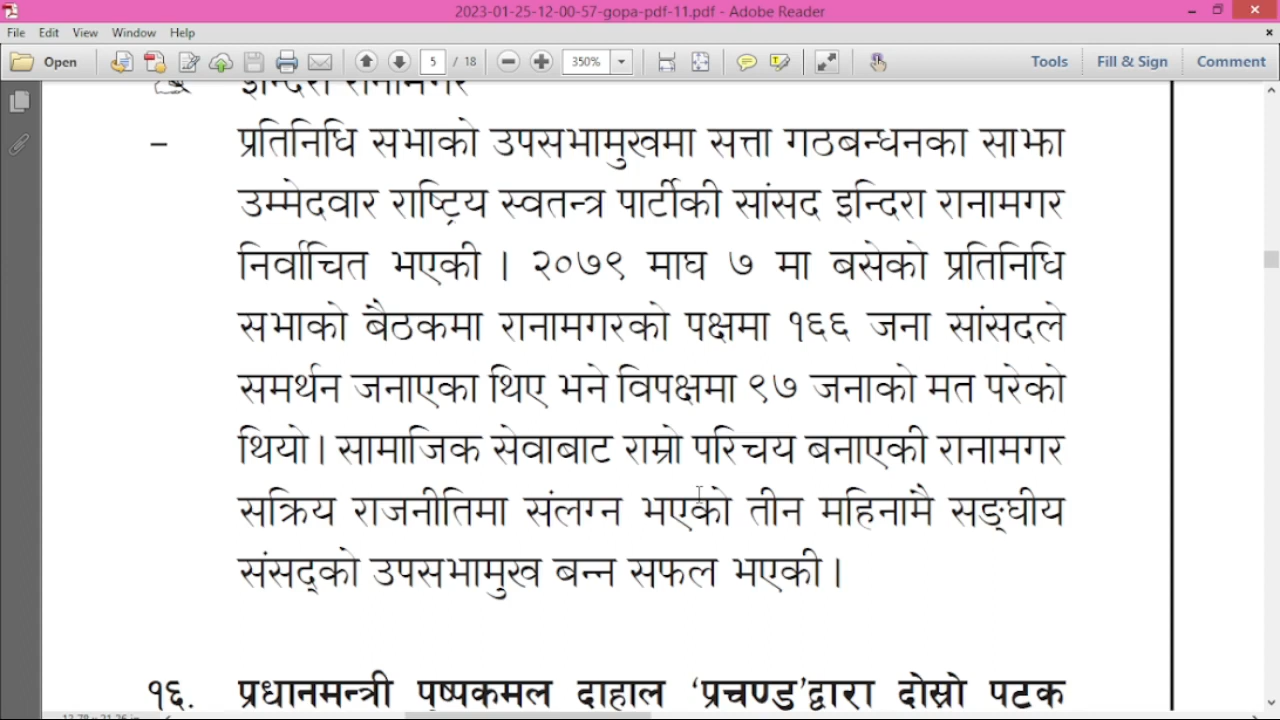 2023-01-25-12-00-57-gopa-pdf-11.pdf - Adobe Reader
File Edit View Window Help
Open 5 / 18 350% Tools Fill & Sign Comment
इन्दिरा रानामगर
– प्रतिनिधि सभाको उपसभामुखमा सत्ता गठबन्धनका साझा
उम्मेदवार राष्ट्रिय स्वतन्त्र पार्टीकी सांसद इन्दिरा रानामगर
निर्वाचित भएकी । २०७९ माघ ७ मा बसेको प्रतिनिधि
सभाको बैठकमा रानामगरको पक्षमा १६६ जना सांसदले
समर्थन जनाएका थिए भने विपक्षमा ९७ जनाको मत परेको
थियो । सामाजिक सेवाबाट राम्रो परिचय बनाएकी रानामगर
सक्रिय राजनीतिमा संलग्न भएको तीन महिनामै सङ्घीय
संसद्को उपसभामुख बन्न सफल भएकी ।
१६. प्रधानमन्त्री पुष्पकमल दाहाल ‘प्रचण्ड’द्वारा दोस्रो पटक